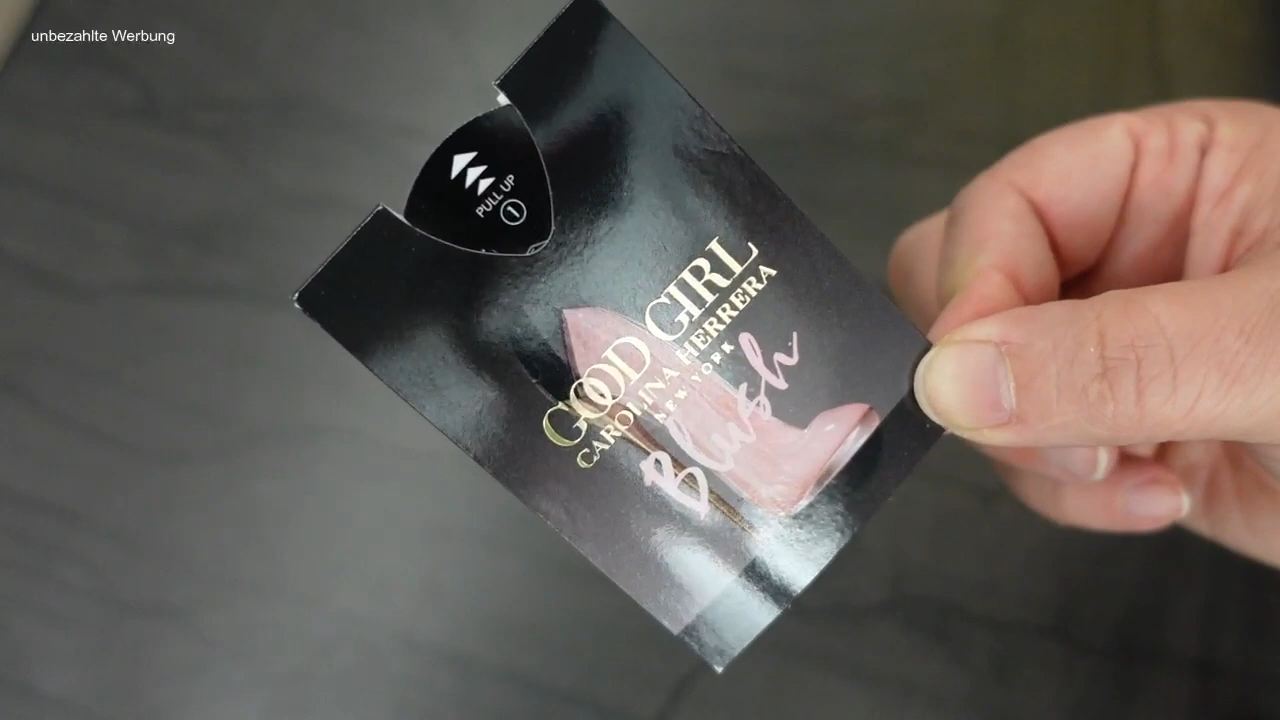 unbezahlte Werbung
PULL UP
1
GOOD GIRL
CAROLINA HERRERA
NEW YORK
Blush